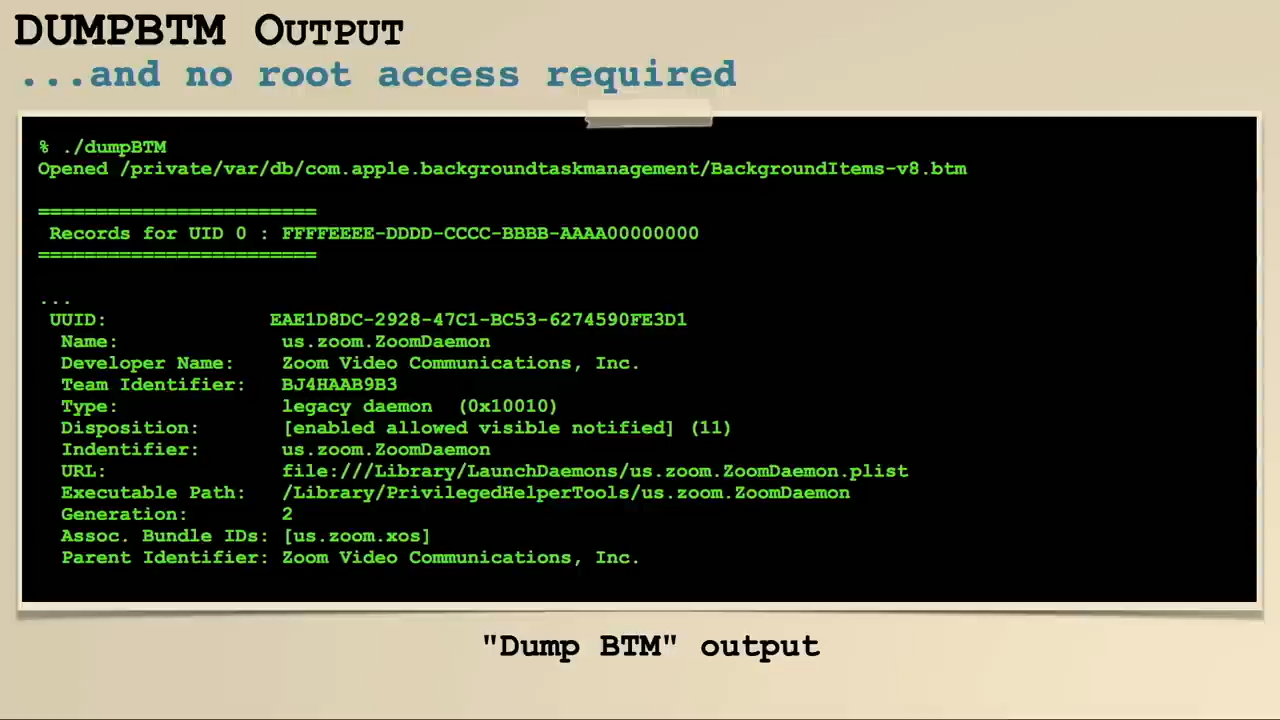 DUMPBTM OUTPUT
...and no root access required
% ./dumpBTM
Opened /private/var/db/com.apple.backgroundtaskmanagement/BackgroundItems-v8.btm
========================
Records for UID 0 : FFFFEEEE-DDDD-CCCC-BBBB-AAAA00000000
========================
...
UUID: EAE1D8DC-2928-47C1-BC53-6274590FE3D1
Name: us.zoom.ZoomDaemon
Developer Name: Zoom Video Communications, Inc.
Team Identifier: BJ4HAAB9B3
Type: legacy daemon (0x10010)
Disposition: [enabled allowed visible notified] (11)
Indentifier: us.zoom.ZoomDaemon
URL: file:///Library/LaunchDaemons/us.zoom.ZoomDaemon.plist
Executable Path: /Library/PrivilegedHelperTools/us.zoom.ZoomDaemon
Generation: 2
Assoc. Bundle IDs: [us.zoom.xos]
Parent Identifier: Zoom Video Communications, Inc.
"Dump BTM" output